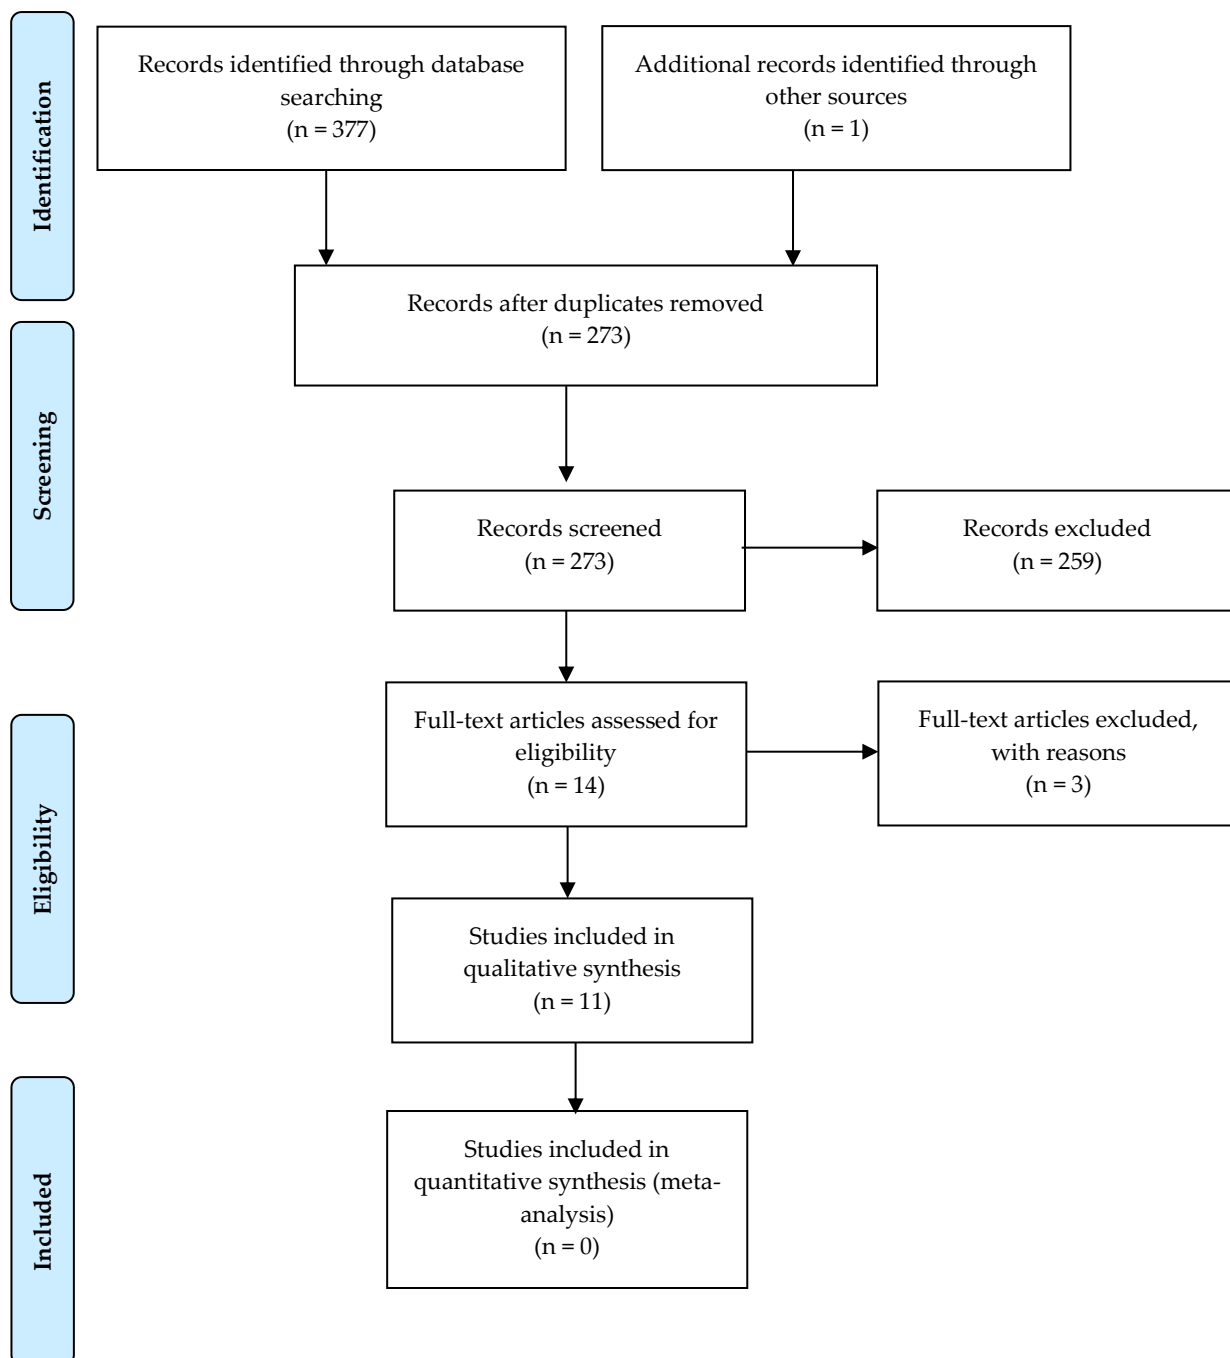 Identification
Records identified through database
searching
(n = 377)
Additional records identified through
other sources
(n = 1)
Records after duplicates removed
(n = 273)
Screening
Records screened
(n = 273)
Records excluded
(n = 259)
Eligibility
Full-text articles assessed for
eligibility
(n = 14)
Full-text articles excluded,
with reasons
(n = 3)
Studies included in
qualitative synthesis
(n = 11)
Included
Studies included in
quantitative synthesis (meta-
analysis)
(n = 0)